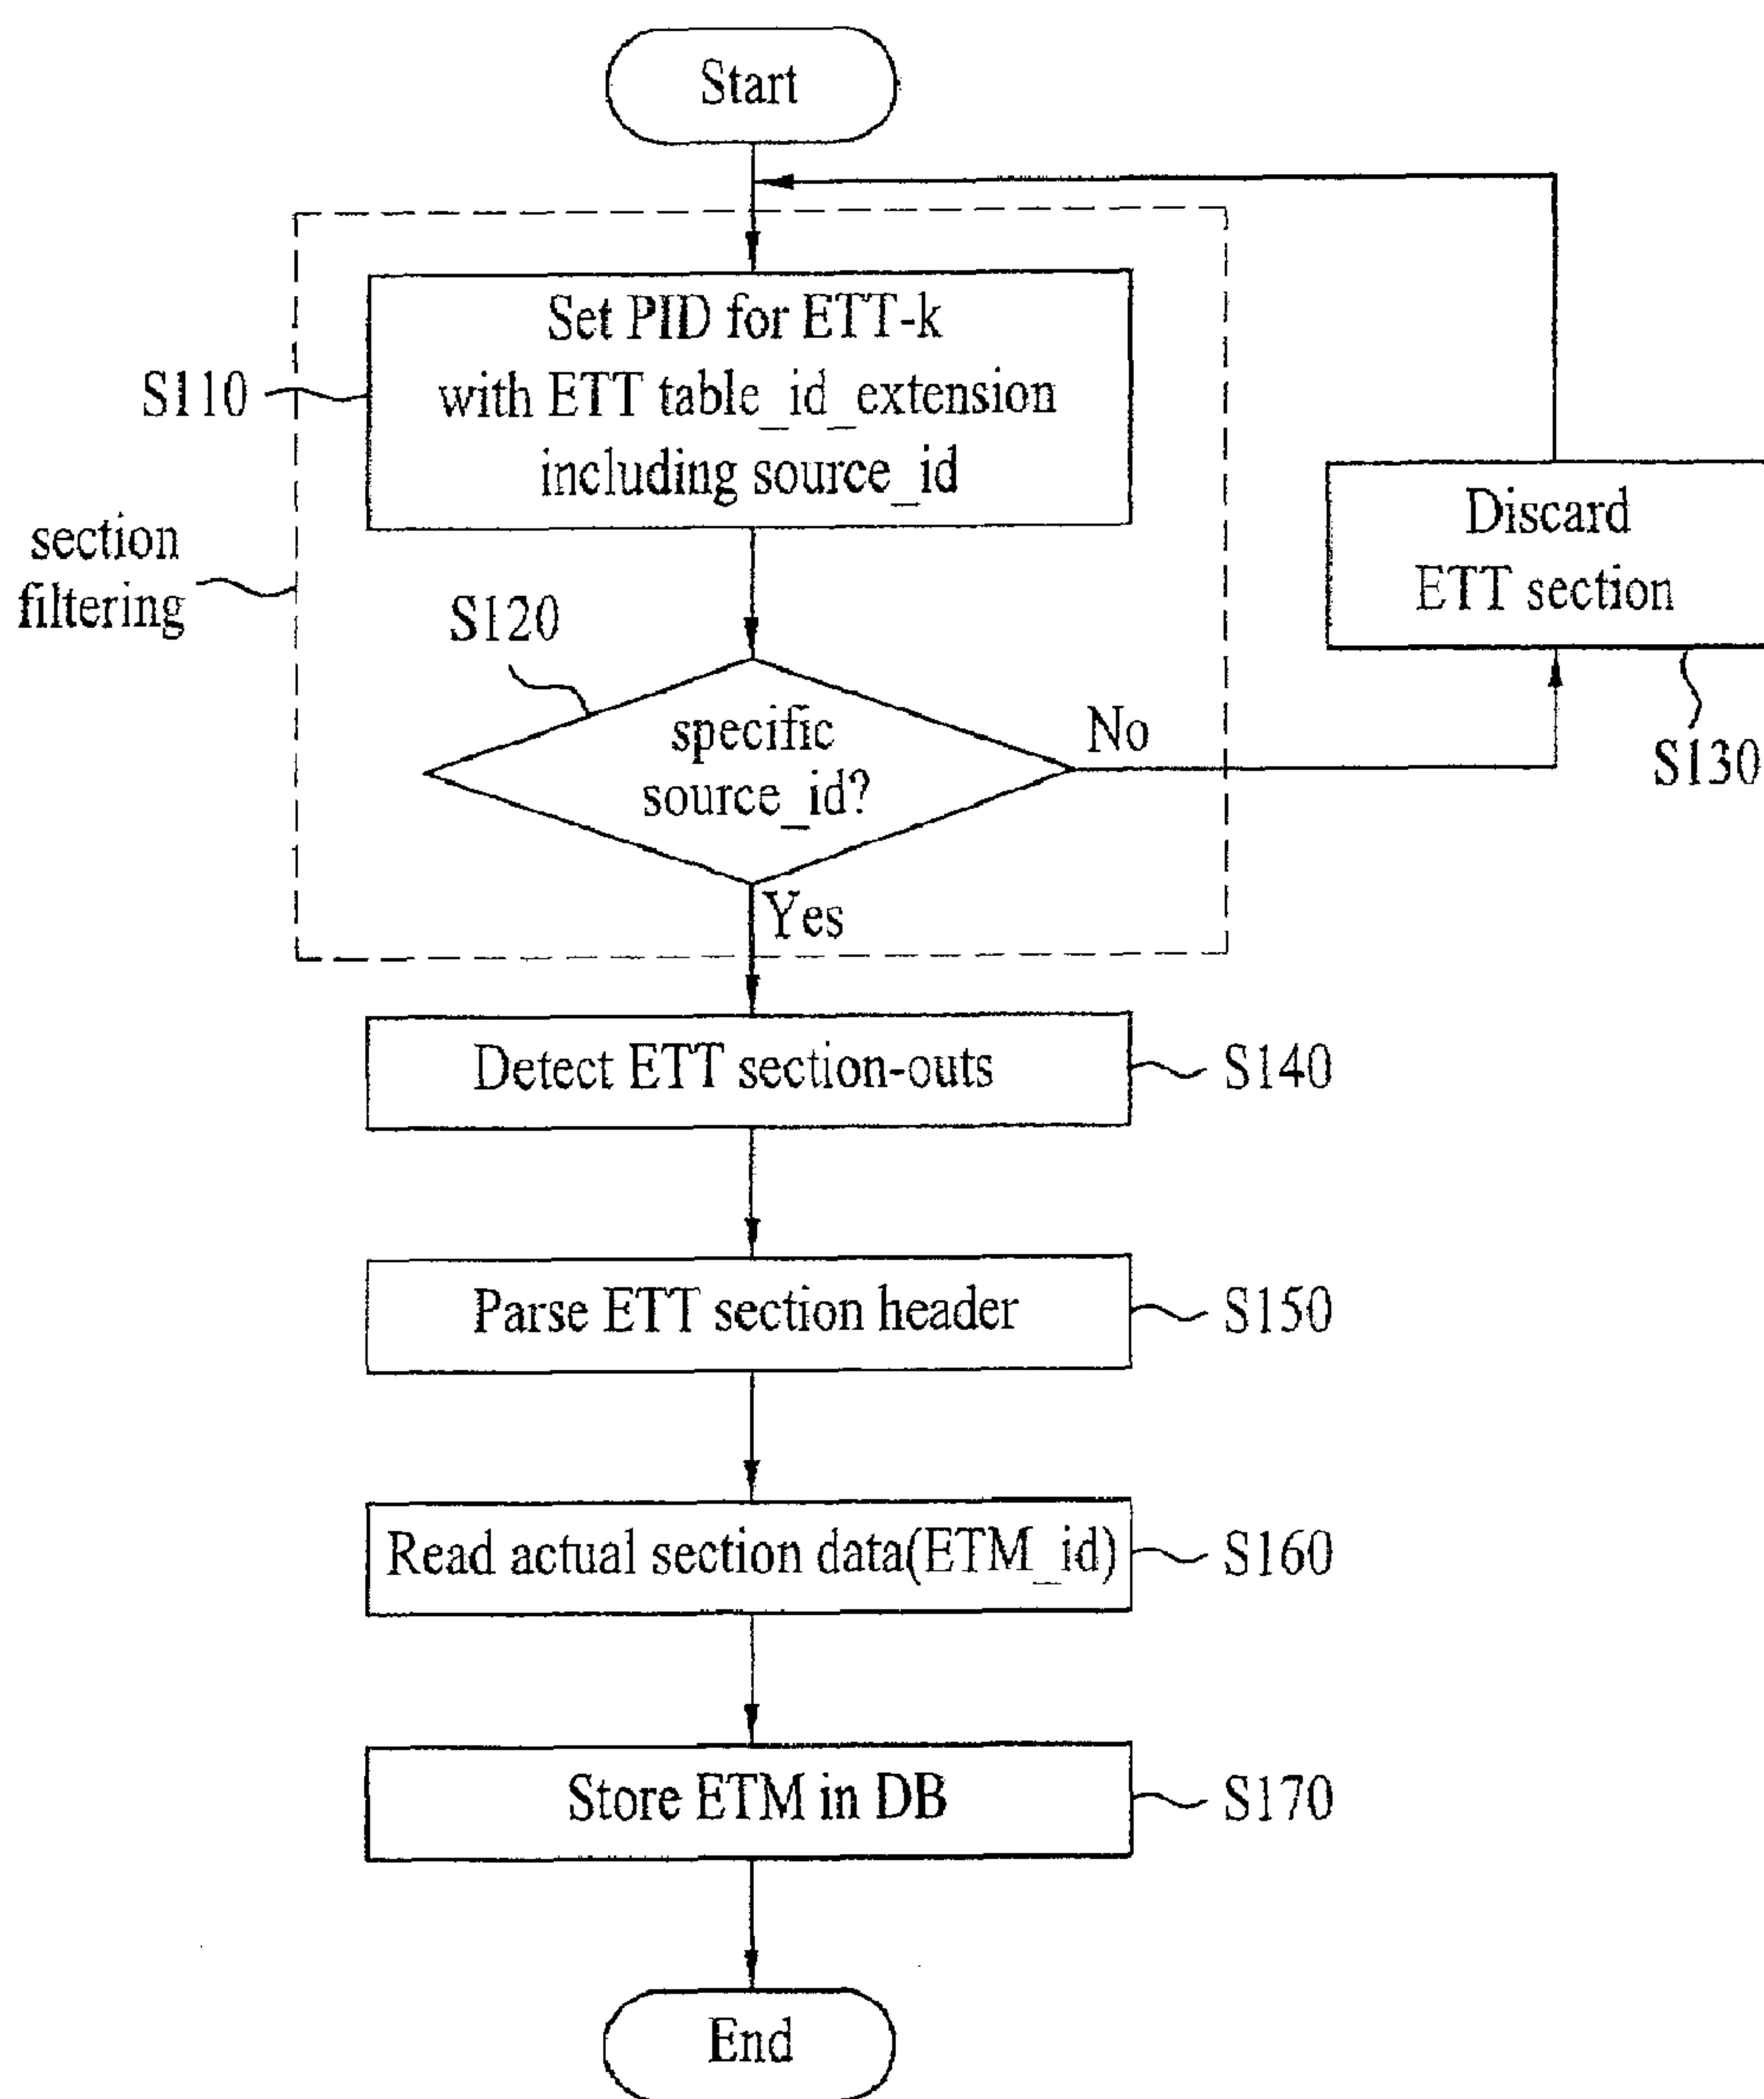 Start
Set PID for ETT-k
with ETT table_id_extension
including source_id
S110
section
filtering
Discard
ETT section
S130
S120
specific
source_id?
No
Yes
Detect ETT section-outs
S140
Parse ETT section header
S150
Read actual section data(ETM_id)
S160
Store ETM in DB
S170
End